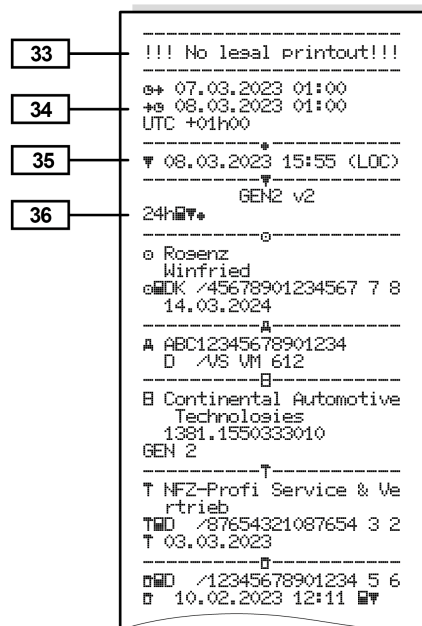 33
!!! No legal printout!!!
34
07.03.2023 01:00
08.03.2023 01:00
UTC +01h00
35
▼ 08.03.2023 15:55 (LOC)
GEN2 v2
36
24h▼
Rogenz
Winfried
DK /45678901234567 7 8
14.03.2024
ABC12345678901234
D /VS VM 612
Continental Automotive
Technologies
1381.1550333010
GEN 2
T NFZ-Profi Service & Ve
rtrieb
TD /87654321087654 3 2
T 03.03.2023
D /12345678901234 5 6
10.02.2023 12:11 ▼